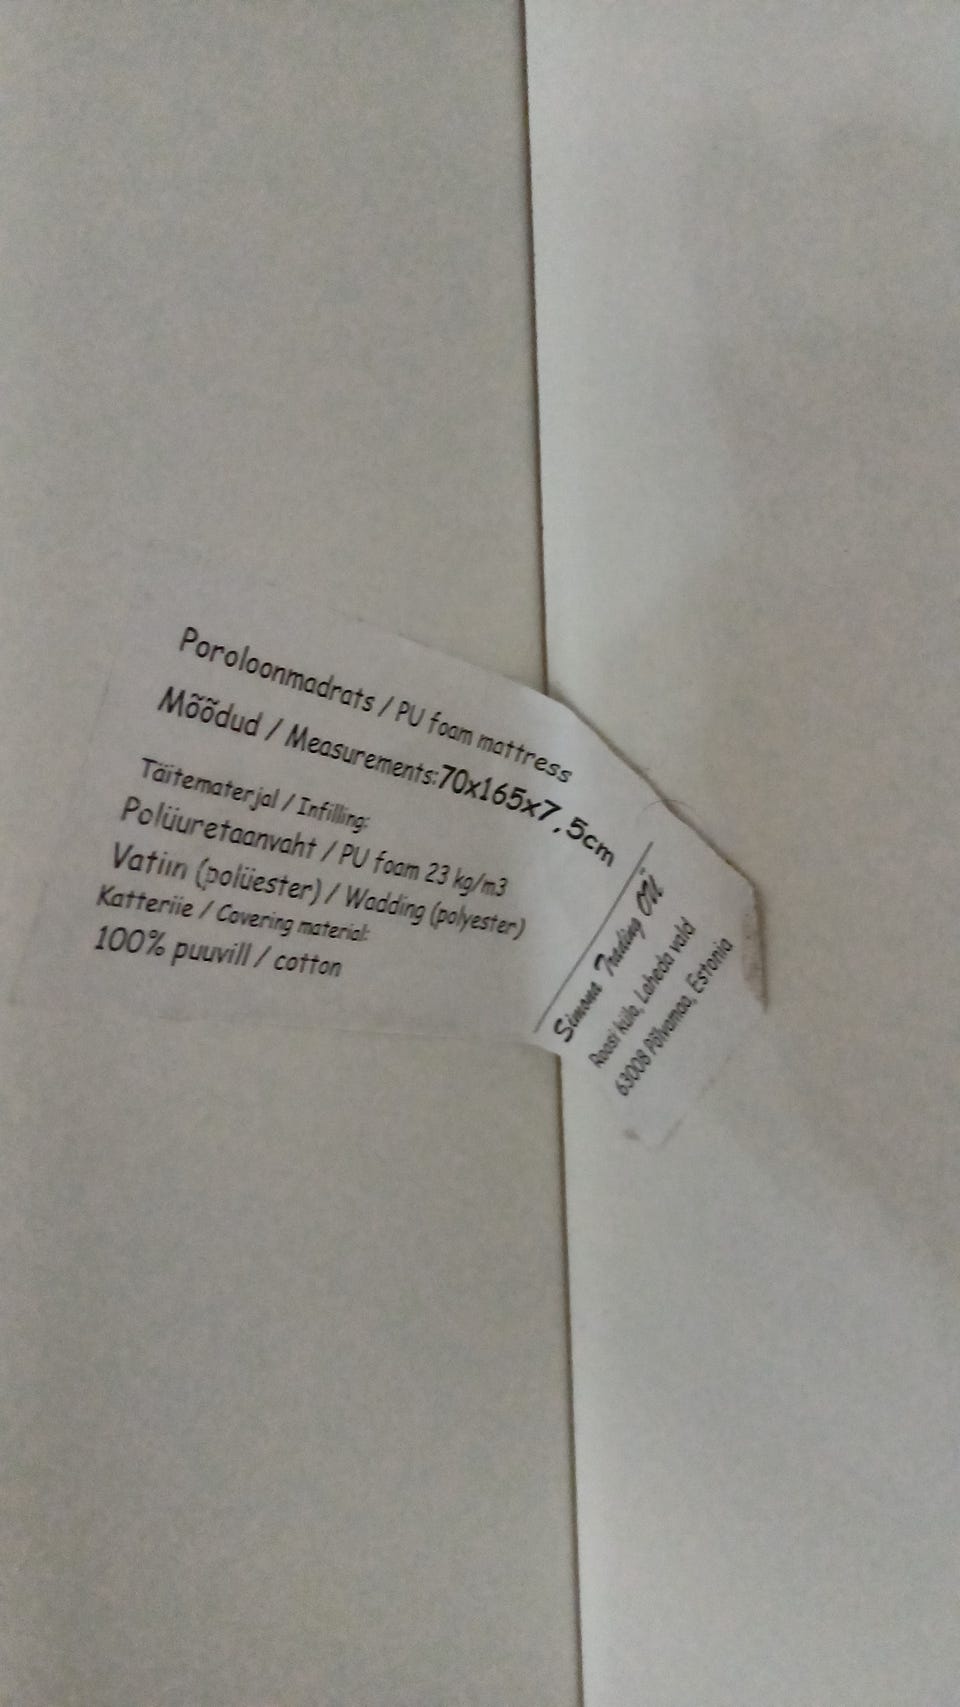 Poroloonmadrats / PU foam mattress
Mõõdud / Measurements:70x165x7,5cm
Täitematerjal / Infilling:
Polüuretaanvaht / PU foam 23 kg/m3
Vatiin (polüester) / Wadding (polyester)
Katteriie / Covering material:
100% puuvill / cotton
Simona Trading OÜ
Roosi küla, Laheda vald
63008 Põlvamaa, Estonia